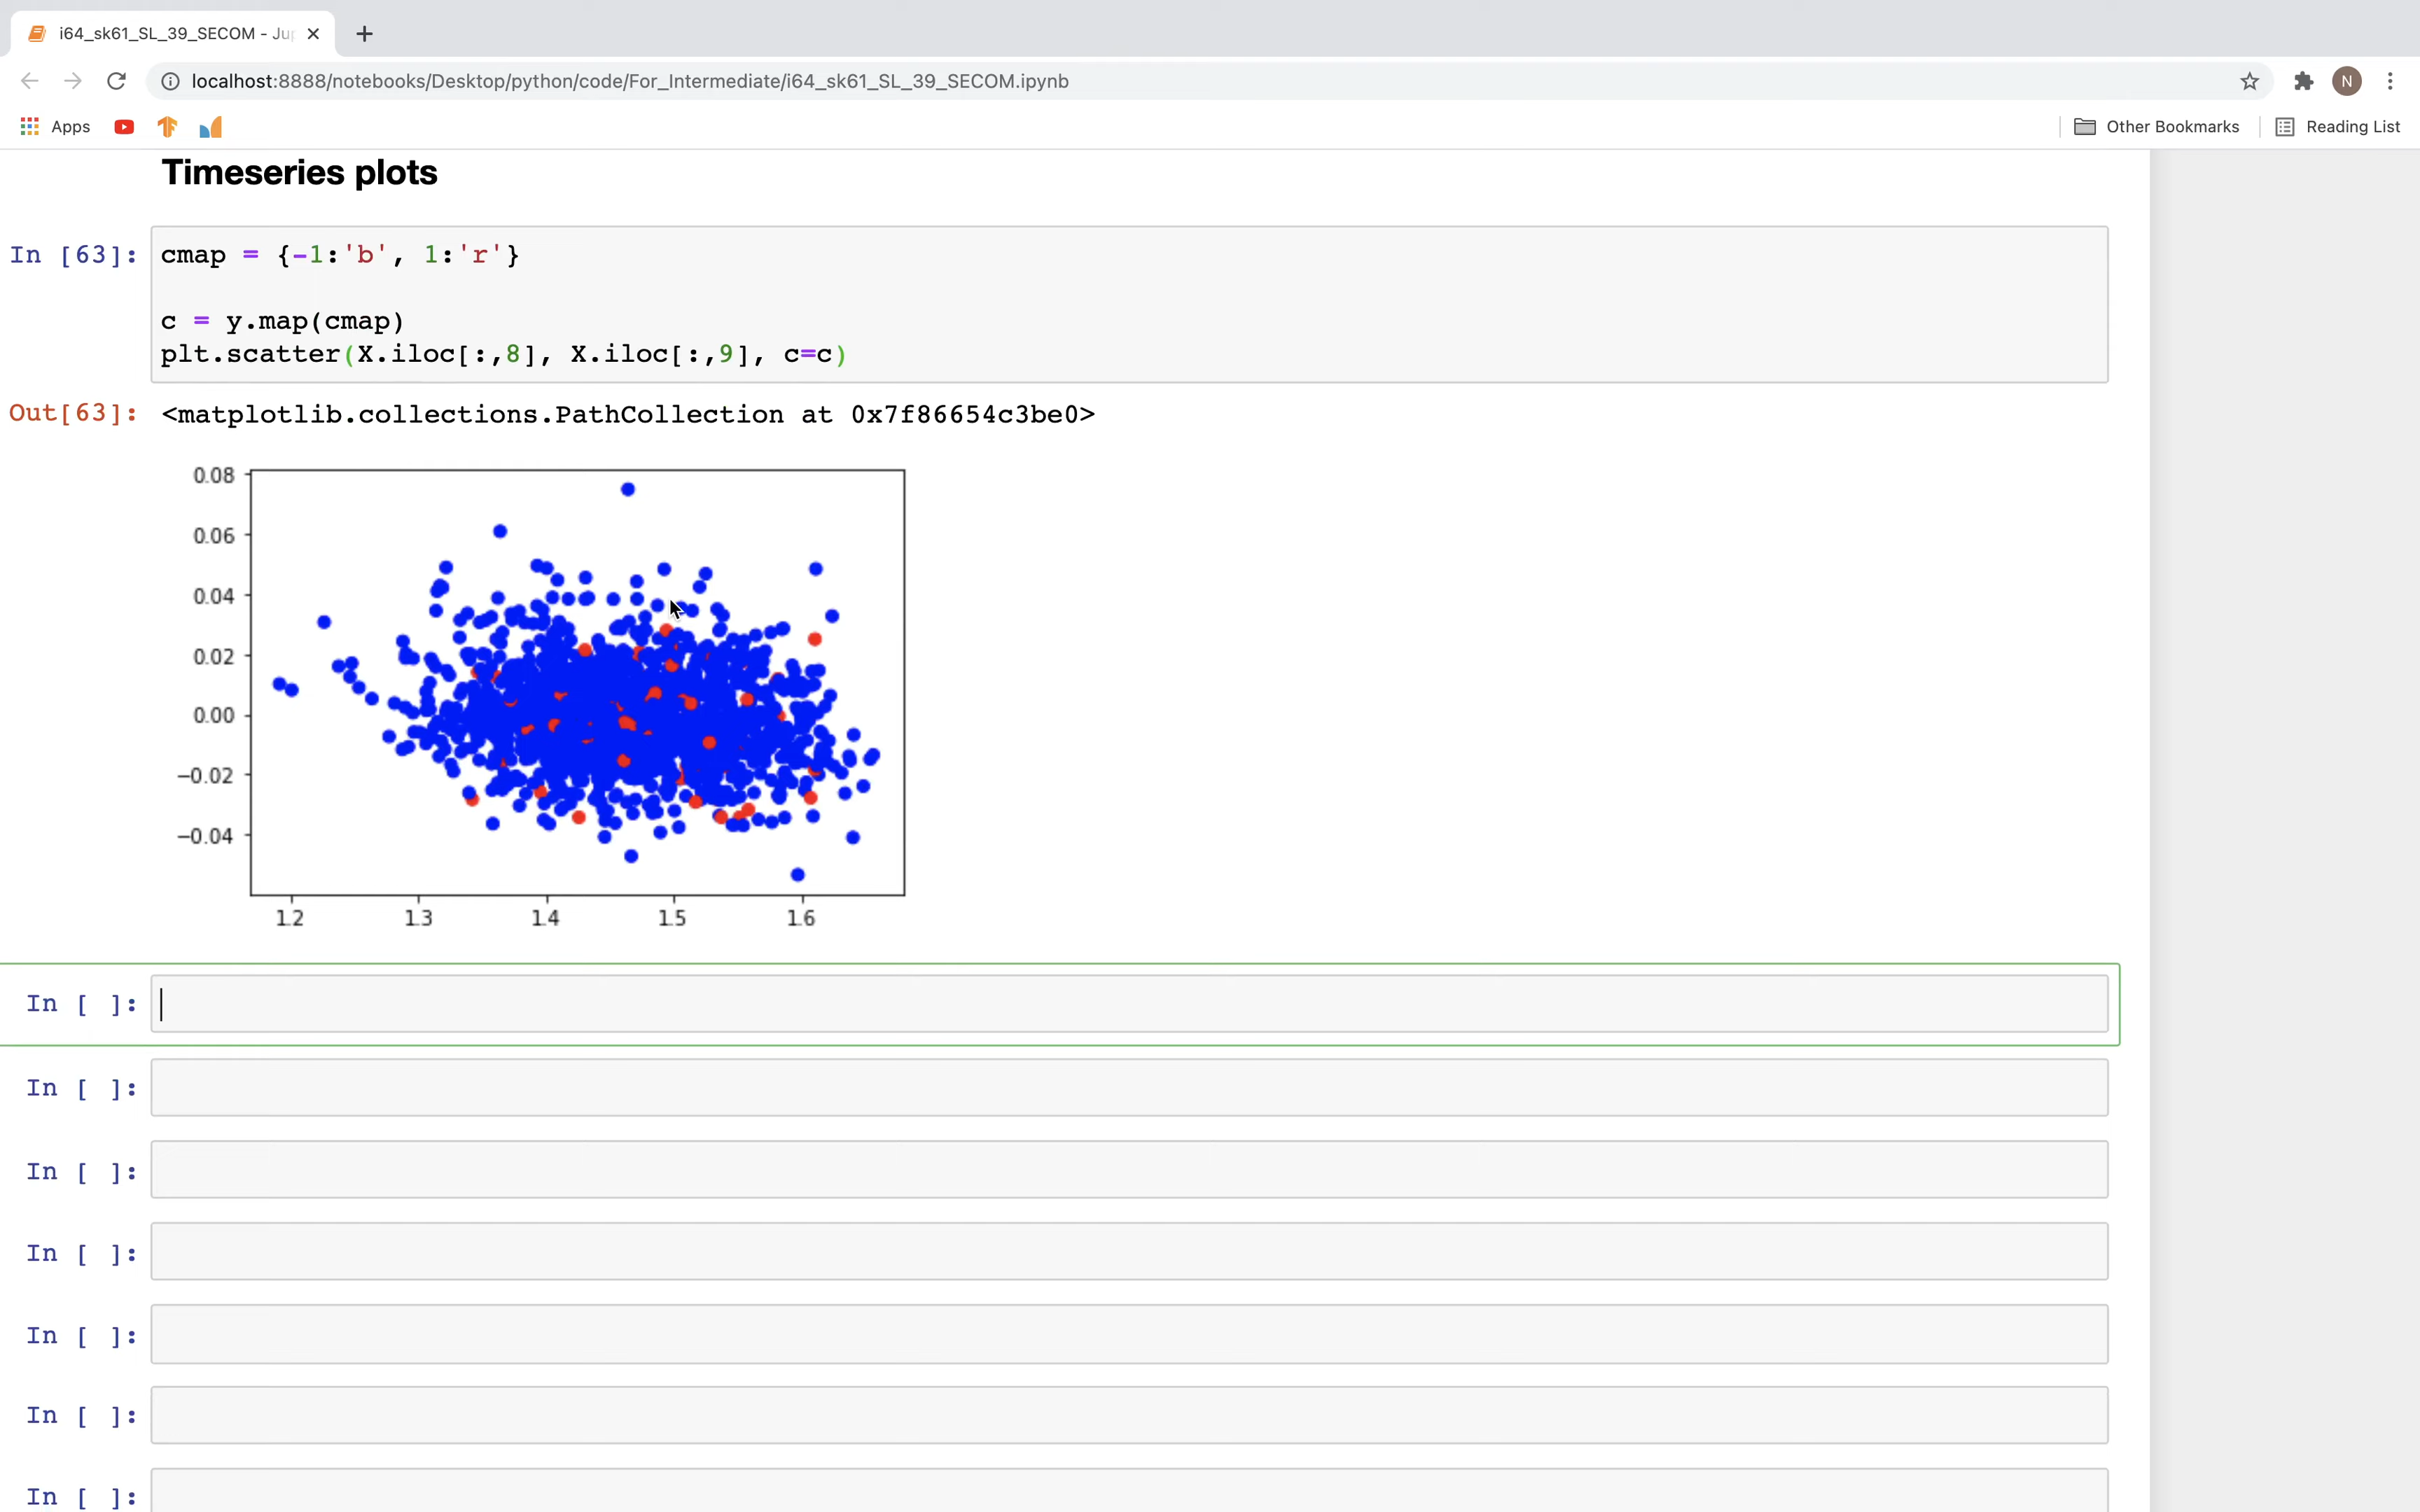 i64_sk61_SL_39_SECOM - Ju
localhost:8888/notebooks/Desktop/python/code/For_Intermediate/i64_sk61_SL_39_SECOM.ipynb
N
Apps
Other Bookmarks
Reading List
Timeseries plots
In [63]:
cmap = {-1:'b', 1:'r'}
c = y.map(cmap)
plt.scatter(X.iloc[:,8], X.iloc[:,9], c=c)
Out[63]: <matplotlib.collections.PathCollection at 0x7f86654c3be0>
0.08
0.06
0.04
0.02
0.00
−0.02
−0.04
1.2 1.3 1.4 1.5 1.6
In [ ]:
In [ ]:
In [ ]:
In [ ]:
In [ ]:
In [ ]:
In [ ]: